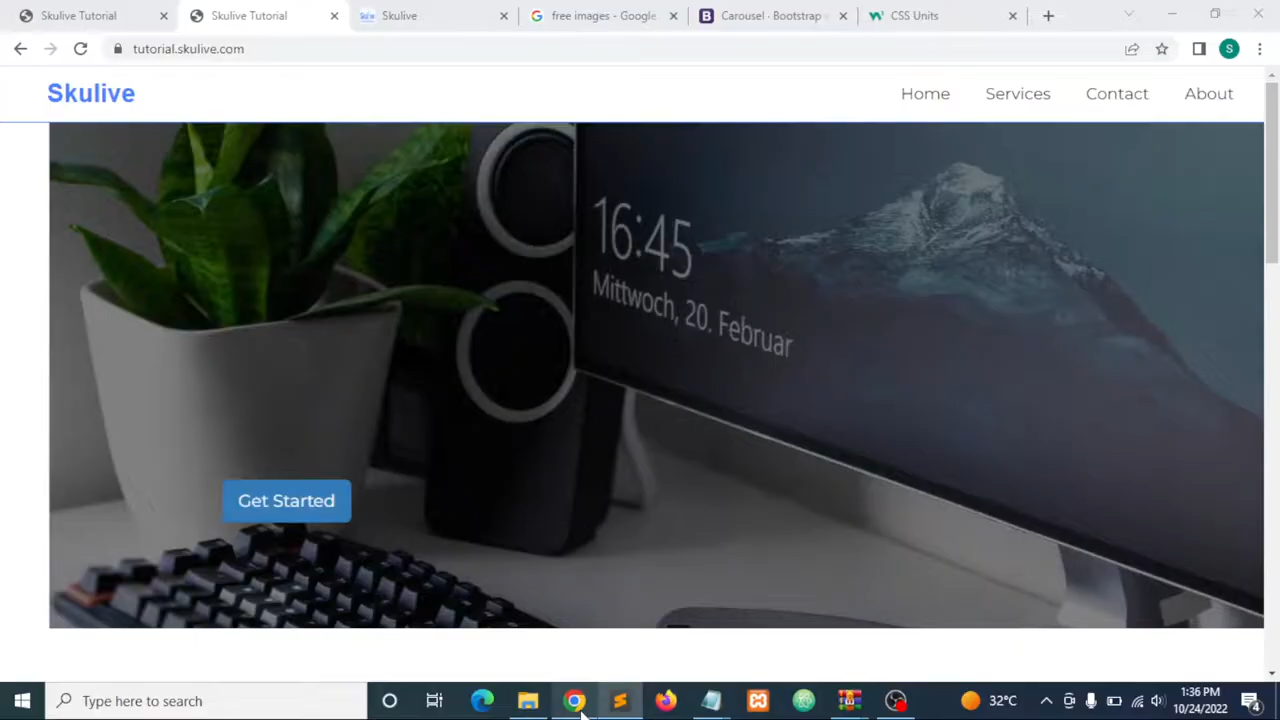 Skulive Tutorial
Skulive Tutorial
Skulive
free images - Google
Carousel · Bootstrap
CSS Units
tutorial.skulive.com
S
Skulive
Home
Services
Contact
About
16:45
Mittwoch, 20. Februar
Get Started
Type here to search
32°C
1:36 PM
10/24/2022
4